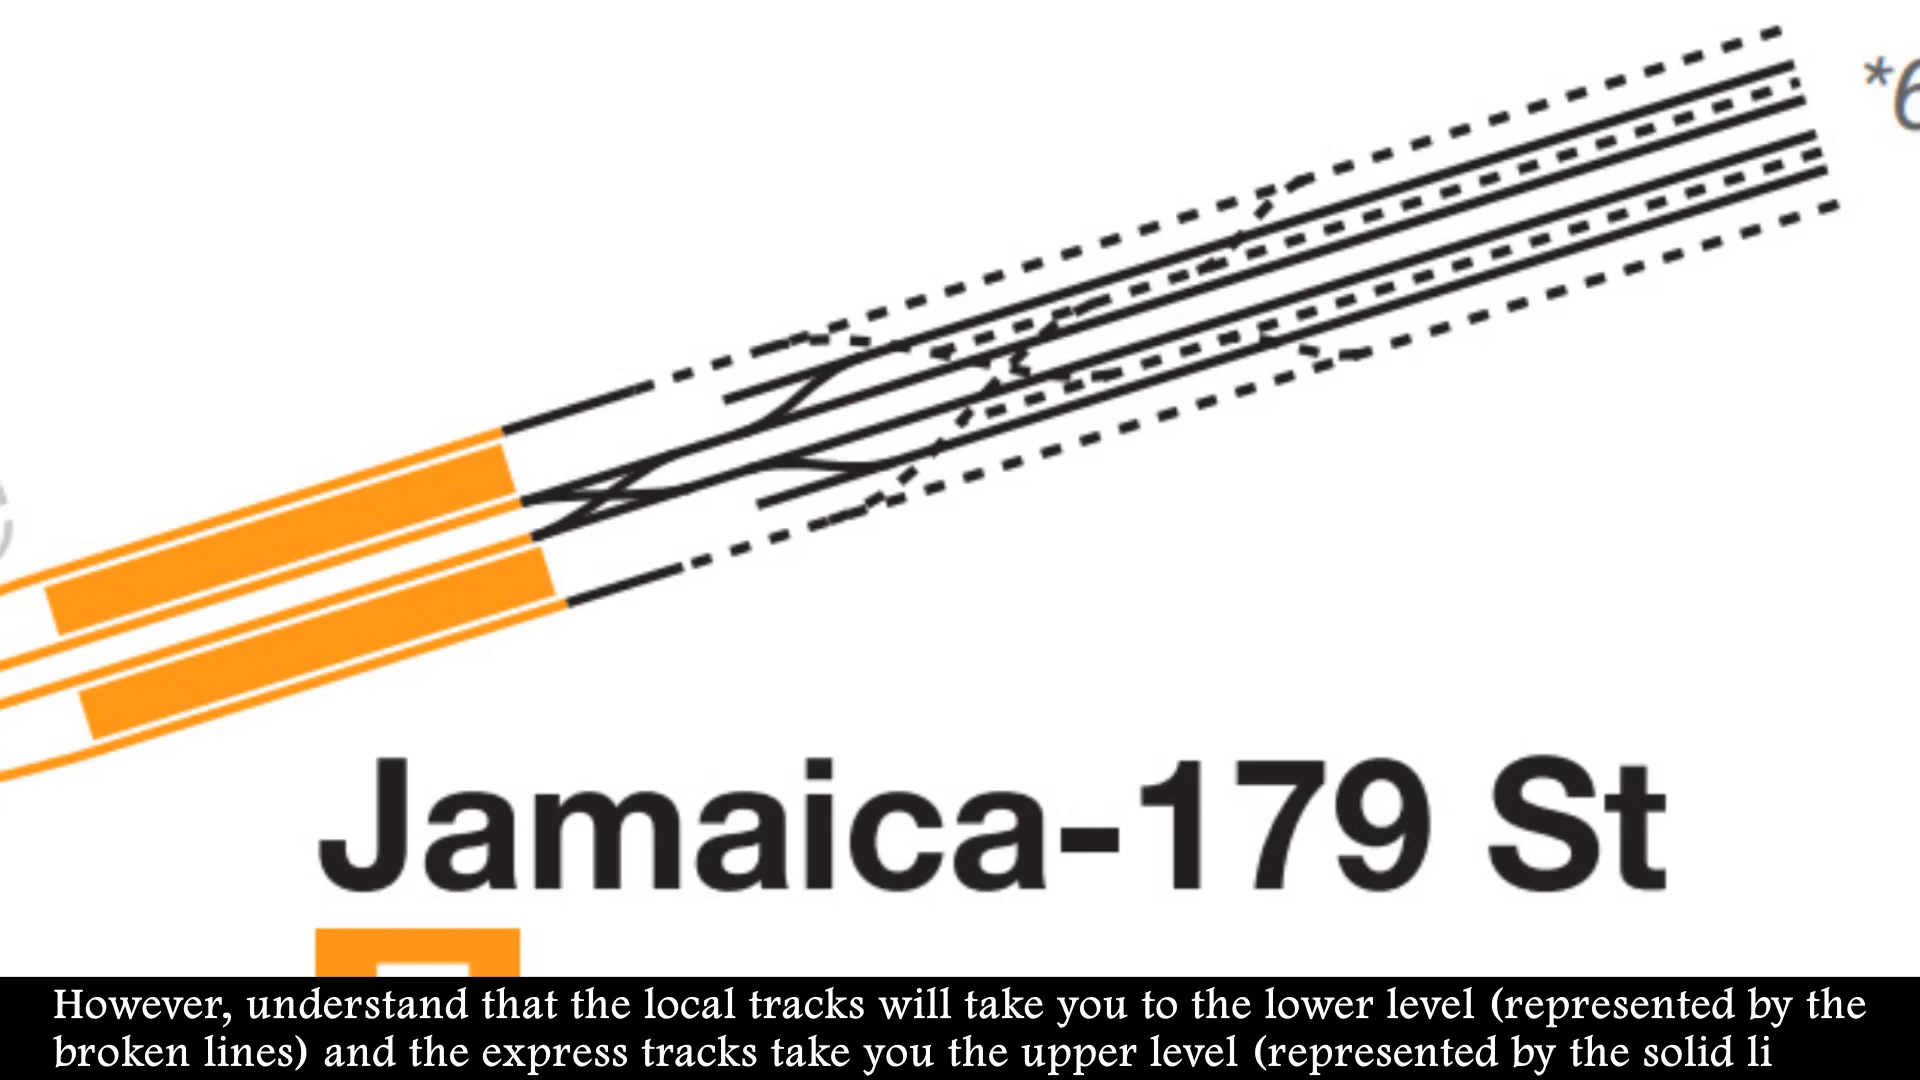 *6
Jamaica-179 St
However, understand that the local tracks will take you to the lower level (represented by the
broken lines) and the express tracks take you the upper level (represented by the solid li